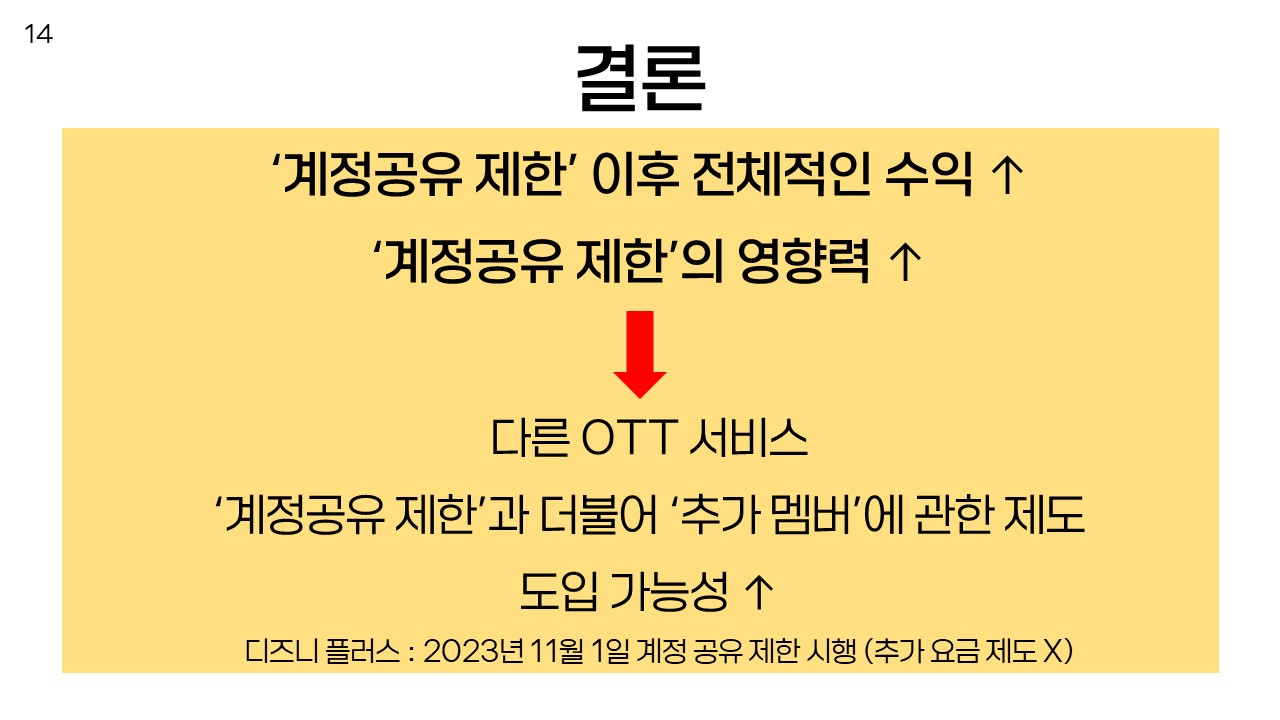 14
결론
‘계정공유 제한’ 이후 전체적인 수익 ↑
‘계정공유 제한’의 영향력 ↑
다른 OTT 서비스
‘계정공유 제한’과 더불어 ‘추가 멤버’에 관한 제도
도입 가능성 ↑
디즈니 플러스 : 2023년 11월 1일 계정 공유 제한 시행 (추가 요금 제도 X)